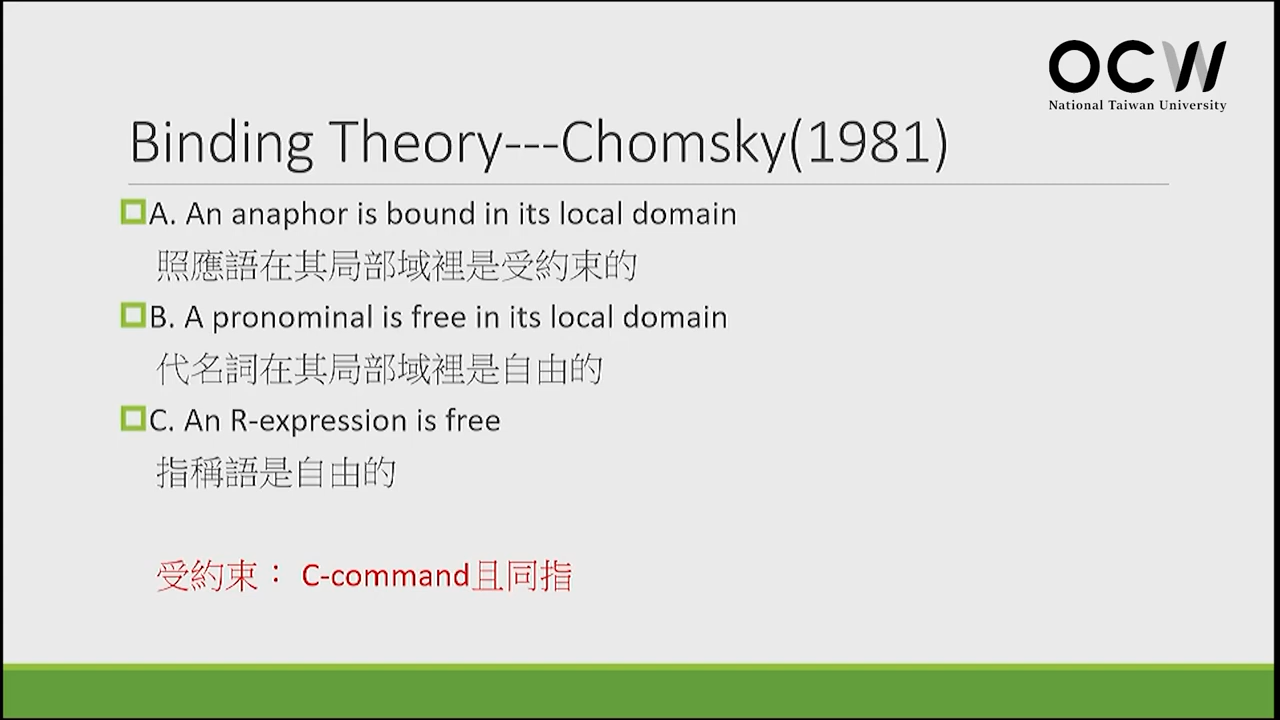 OCW
National Taiwan University
Binding Theory---Chomsky(1981)
A. An anaphor is bound in its local domain
照應語在其局部域裡是受約束的
B. A pronominal is free in its local domain
代名詞在其局部域裡是自由的
C. An R-expression is free
指稱語是自由的
受約束： C-command且同指